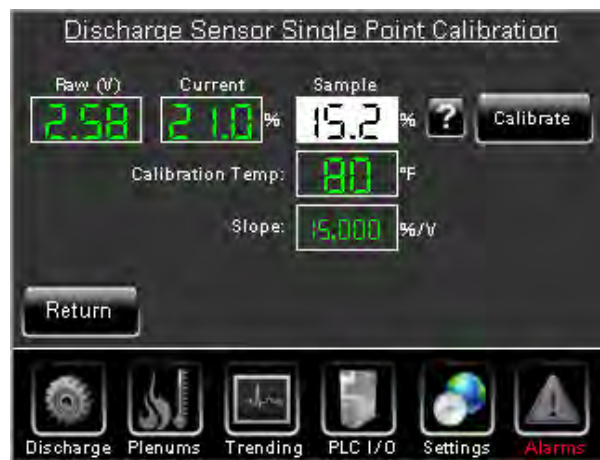 Discharge Sensor Single Point Calibration
Raw (V) Current Sample
2.58 21.0 % 15.2 % ? Calibrate
Calibration Temp: 80 °F
Slope: 15.000 %/V
Return
Discharge Plenums Trending PLC I/O Settings Alarms